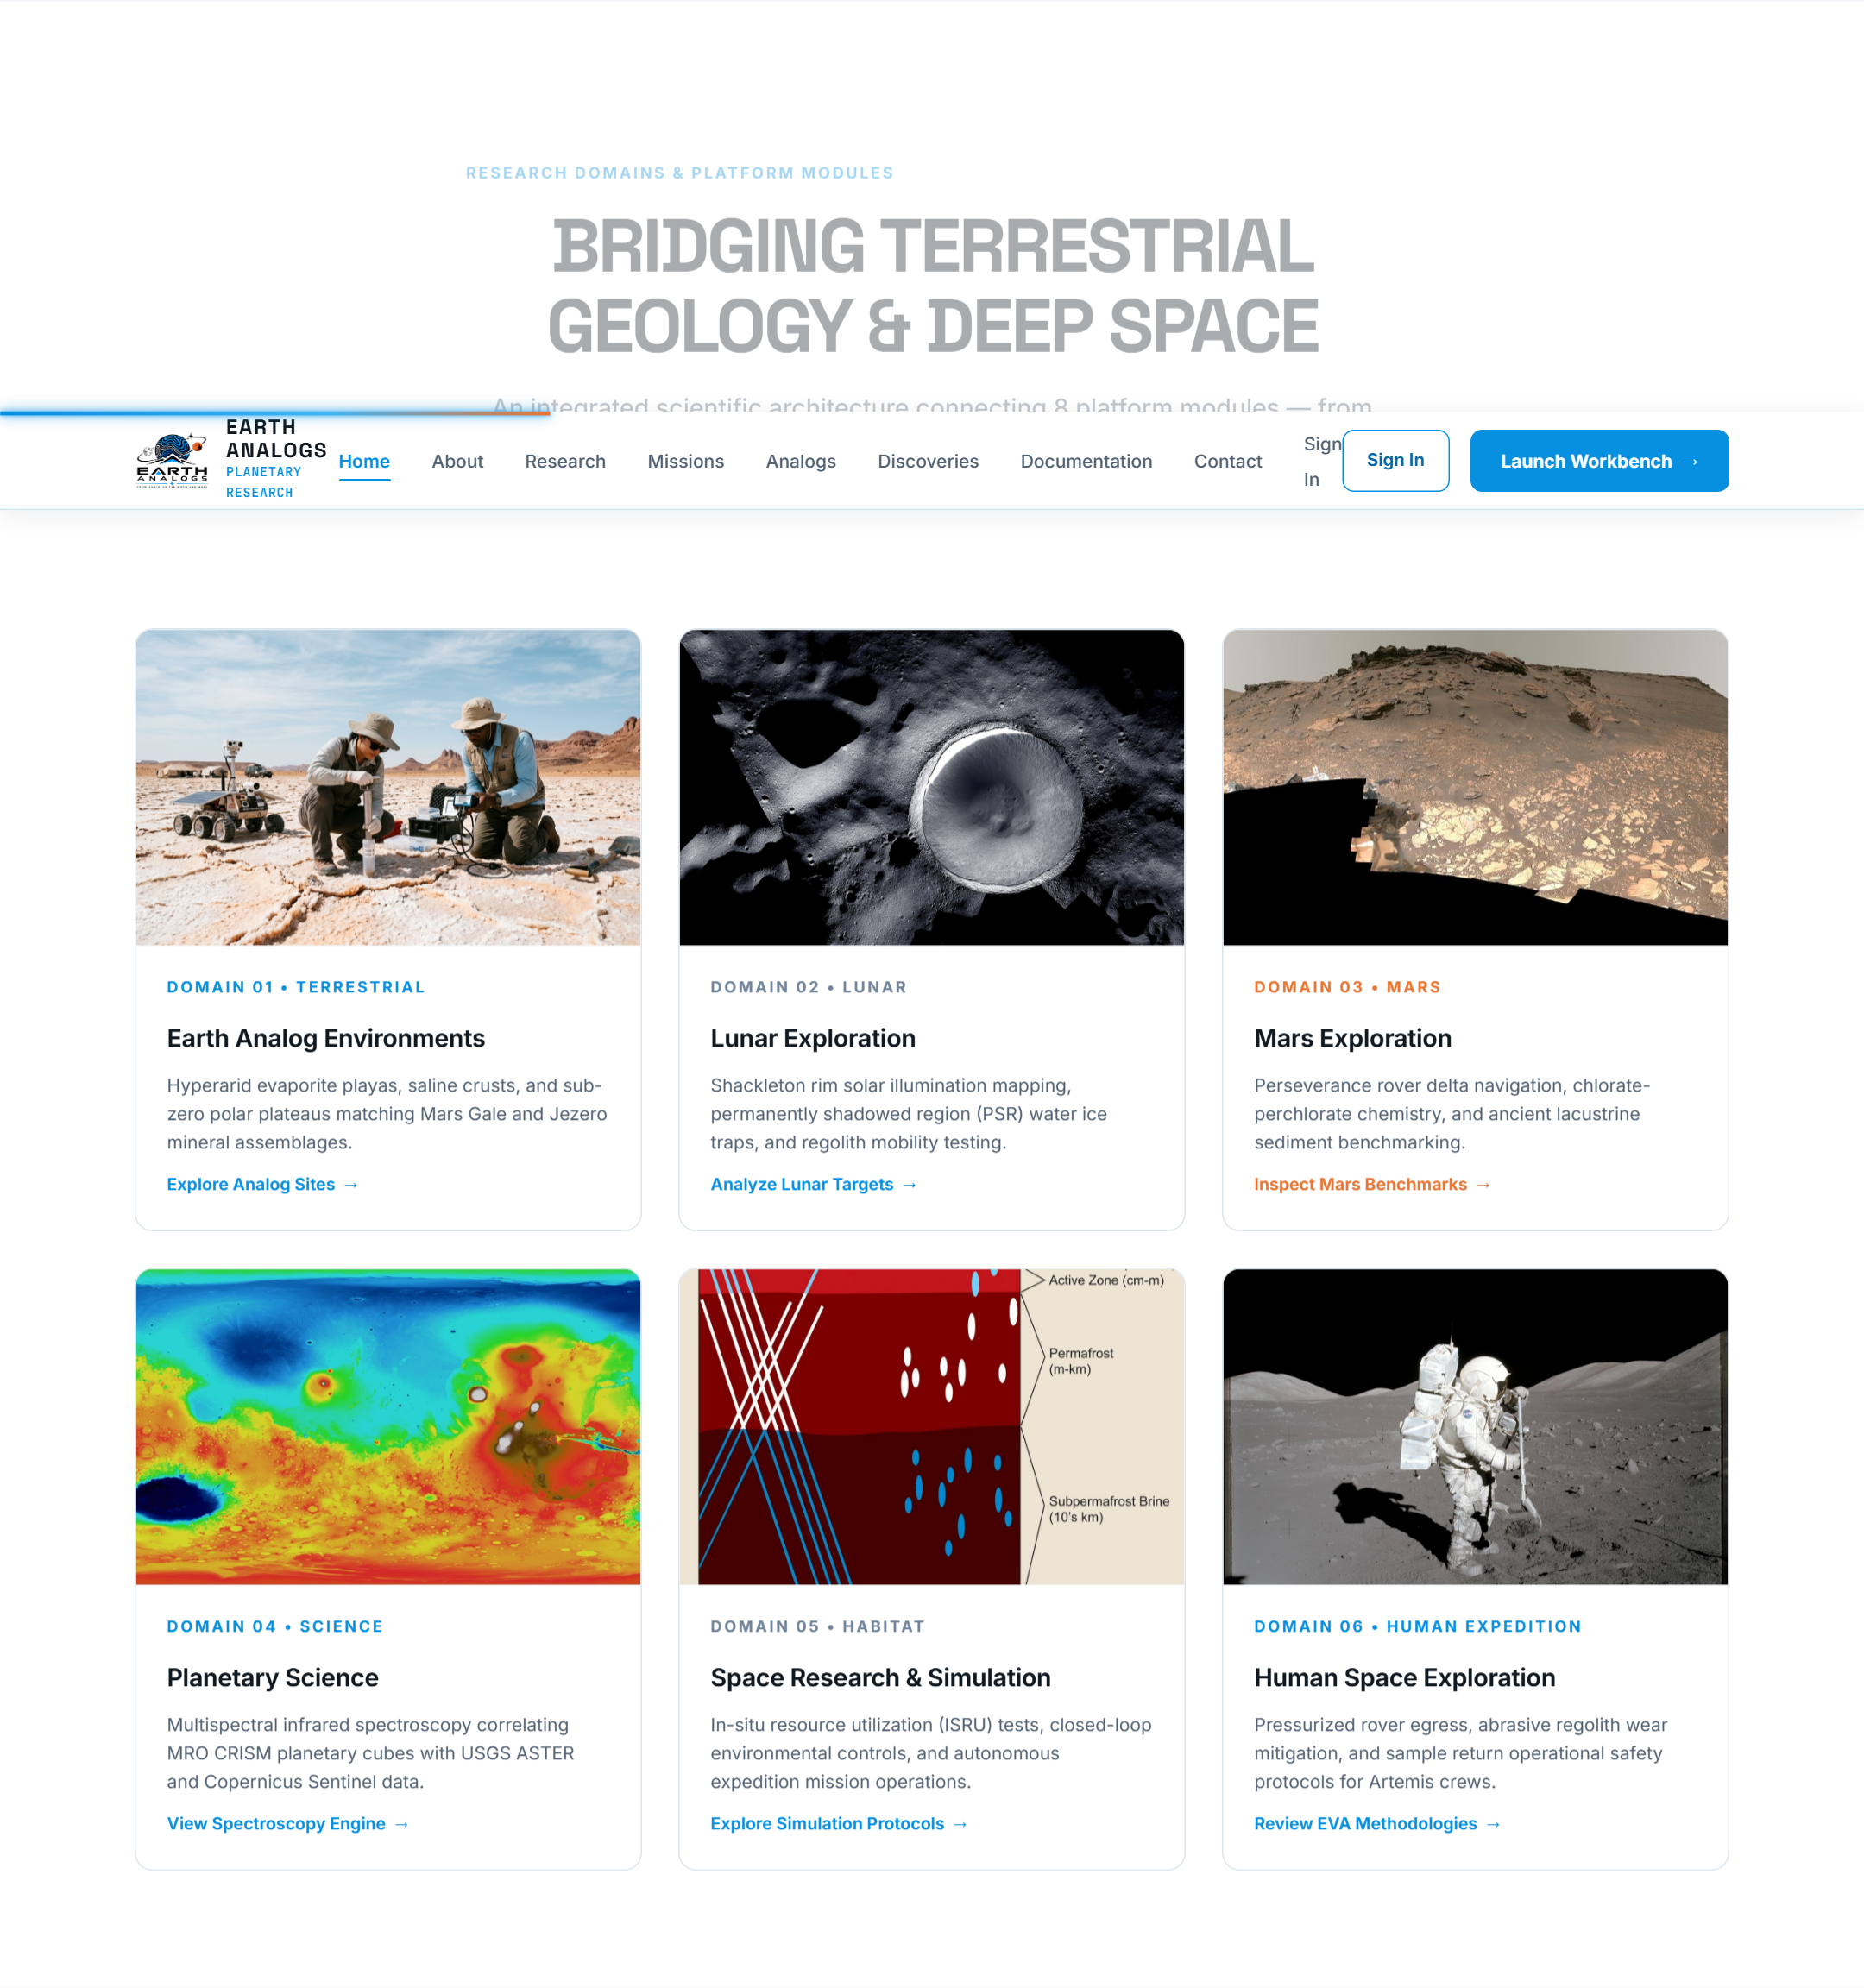 RESEARCH DOMAINS & PLATFORM MODULES
BRIDGING TERRESTRIAL
GEOLOGY & DEEP SPACE
An integrated scientific architecture connecting 8 platform modules — from
EARTH
ANALOGS
EARTH
ANALOGS
PLANETARY
RESEARCH
Home
About
Research
Missions
Analogs
Discoveries
Documentation
Contact
Sign
In
Sign In
Launch Workbench →
DOMAIN 01 • TERRESTRIAL
Earth Analog Environments
Hyperarid evaporite playas, saline crusts, and sub-
zero polar plateaus matching Mars Gale and Jezero
mineral assemblages.
Explore Analog Sites →
DOMAIN 02 • LUNAR
Lunar Exploration
Shackleton rim solar illumination mapping,
permanently shadowed region (PSR) water ice
traps, and regolith mobility testing.
Analyze Lunar Targets →
DOMAIN 03 • MARS
Mars Exploration
Perseverance rover delta navigation, chlorate-
perchlorate chemistry, and ancient lacustrine
sediment benchmarking.
Inspect Mars Benchmarks →
DOMAIN 04 • SCIENCE
Planetary Science
Multispectral infrared spectroscopy correlating
MRO CRISM planetary cubes with USGS ASTER
and Copernicus Sentinel data.
View Spectroscopy Engine →
Active Zone (cm-m)
Permafrost
(m-km)
Subpermafrost Brine
(10's km)
DOMAIN 05 • HABITAT
Space Research & Simulation
In-situ resource utilization (ISRU) tests, closed-loop
environmental controls, and autonomous
expedition mission operations.
Explore Simulation Protocols →
DOMAIN 06 • HUMAN EXPEDITION
Human Space Exploration
Pressurized rover egress, abrasive regolith wear
mitigation, and sample return operational safety
protocols for Artemis crews.
Review EVA Methodologies →